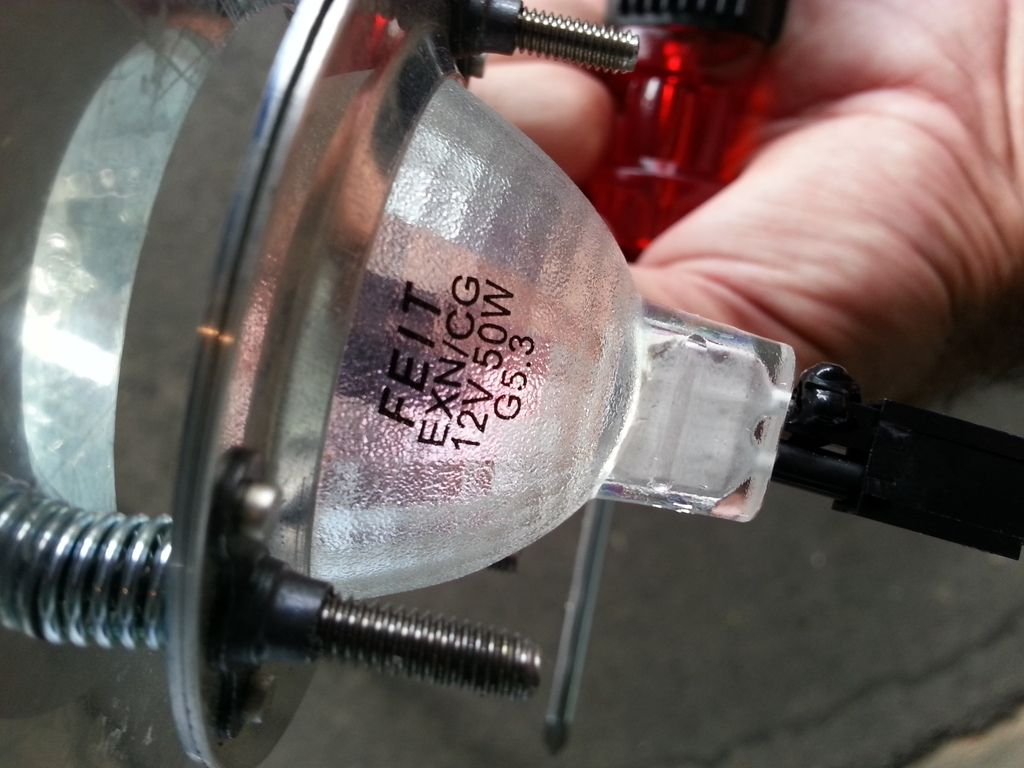 FEIT
EXN/CG
12V 50W
G5.3